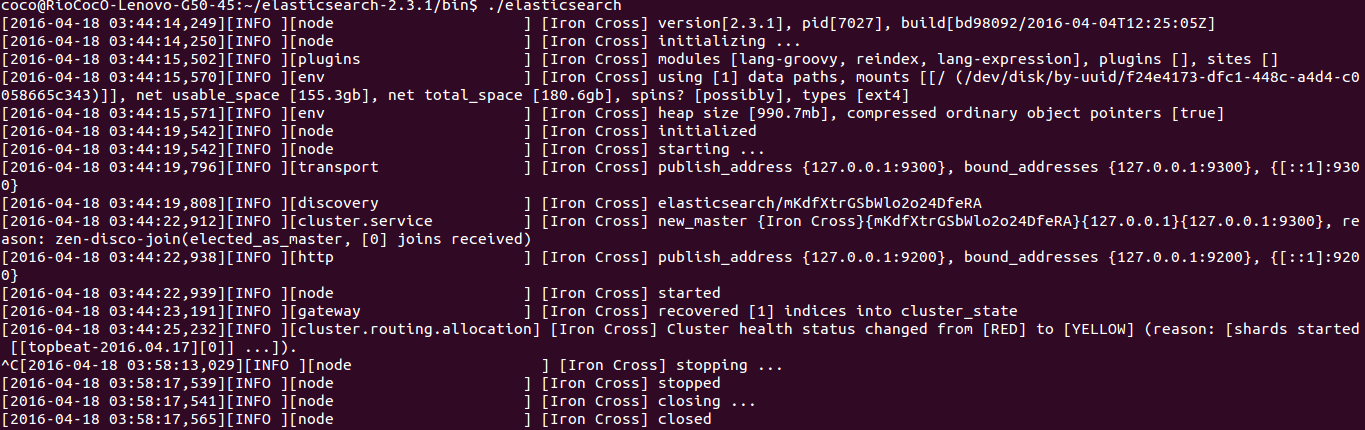 coco@RioCocO-Lenovo-G50-45:~/elasticsearch-2.3.1/bin$ ./elasticsearch
[2016-04-18 03:44:14,249][INFO ][node                     ] [Iron Cross] version[2.3.1], pid[7027], build[bd98092/2016-04-04T12:25:05Z]
[2016-04-18 03:44:14,250][INFO ][node                     ] [Iron Cross] initializing ...
[2016-04-18 03:44:15,502][INFO ][plugins                  ] [Iron Cross] modules [lang-groovy, reindex, lang-expression], plugins [], sites []
[2016-04-18 03:44:15,570][INFO ][env                      ] [Iron Cross] using [1] data paths, mounts [[/ (/dev/disk/by-uuid/f24e4173-dfc1-448c-a4d4-c0
058665c343)]], net usable_space [155.3gb], net total_space [180.6gb], spins? [possibly], types [ext4]
[2016-04-18 03:44:15,571][INFO ][env                      ] [Iron Cross] heap size [990.7mb], compressed ordinary object pointers [true]
[2016-04-18 03:44:19,542][INFO ][node                     ] [Iron Cross] initialized
[2016-04-18 03:44:19,542][INFO ][node                     ] [Iron Cross] starting ...
[2016-04-18 03:44:19,796][INFO ][transport                ] [Iron Cross] publish_address {127.0.0.1:9300}, bound_addresses {127.0.0.1:9300}, {[::1]:930
0}
[2016-04-18 03:44:19,808][INFO ][discovery                ] [Iron Cross] elasticsearch/mKdfXtrGSbWlo2o24DfeRA
[2016-04-18 03:44:22,912][INFO ][cluster.service          ] [Iron Cross] new_master {Iron Cross}{mKdfXtrGSbWlo2o24DfeRA}{127.0.0.1}{127.0.0.1:9300}, re
ason: zen-disco-join(elected_as_master, [0] joins received)
[2016-04-18 03:44:22,938][INFO ][http                     ] [Iron Cross] publish_address {127.0.0.1:9200}, bound_addresses {127.0.0.1:9200}, {[::1]:920
0}
[2016-04-18 03:44:22,939][INFO ][node                     ] [Iron Cross] started
[2016-04-18 03:44:23,191][INFO ][gateway                  ] [Iron Cross] recovered [1] indices into cluster_state
[2016-04-18 03:44:25,232][INFO ][cluster.routing.allocation] [Iron Cross] Cluster health status changed from [RED] to [YELLOW] (reason: [shards started
 [[topbeat-2016.04.17][0]] ...]).
^C[2016-04-18 03:58:13,029][INFO ][node                     ] [Iron Cross] stopping ...
[2016-04-18 03:58:17,539][INFO ][node                     ] [Iron Cross] stopped
[2016-04-18 03:58:17,541][INFO ][node                     ] [Iron Cross] closing ...
[2016-04-18 03:58:17,565][INFO ][node                     ] [Iron Cross] closed